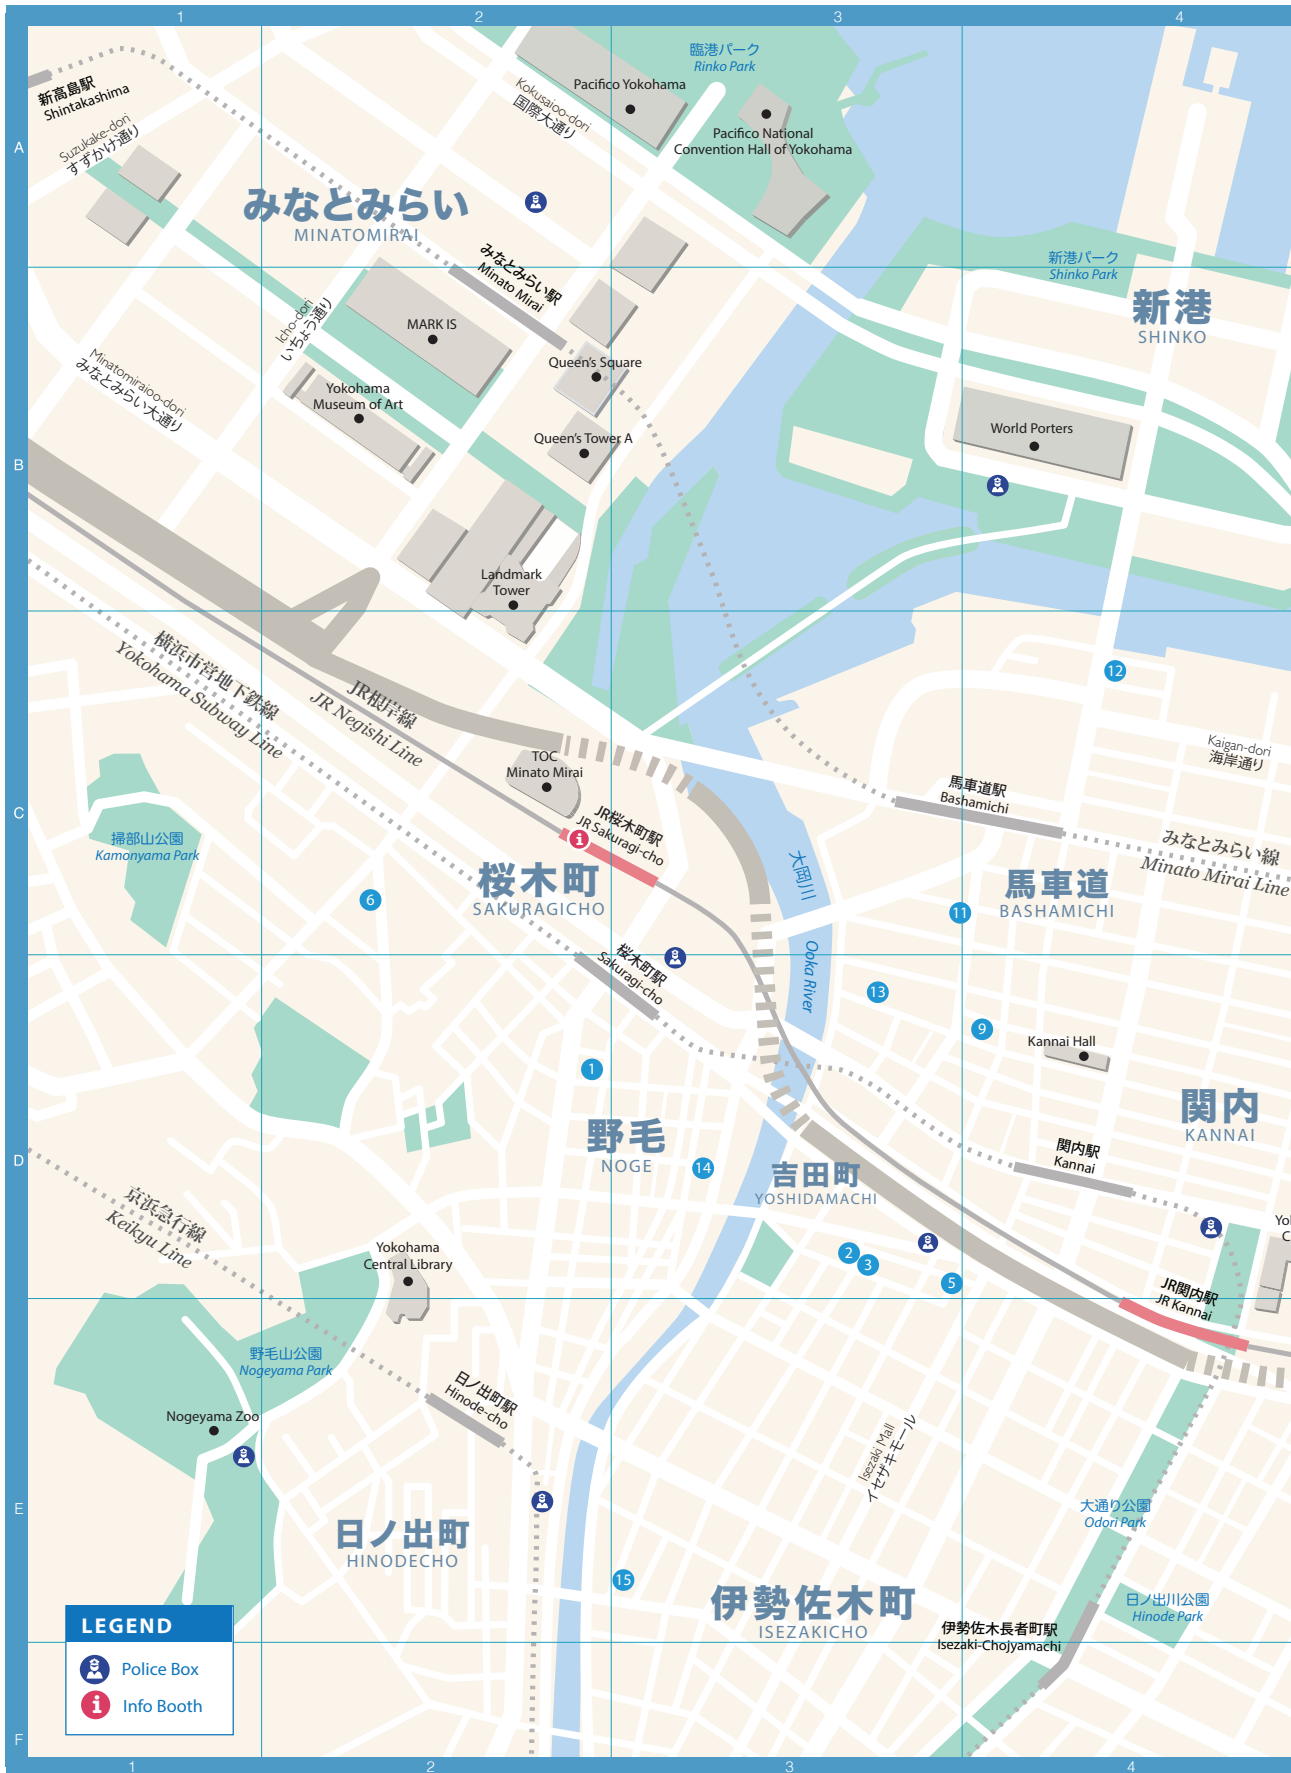 1
2
3
4
臨港パーク
Rinko Park
Pacifico Yokohama
Kokusaioo-dori
国際大通り
新高島駅
Shintakashima
Suzukake-dori
すずかけ通り
Pacifico National
Convention Hall of Yokohama
A
みなとみらい
MINATOMIRAI
みなとみらい駅
Minato Mirai
新港パーク
Shinko Park
新港
SHINKO
Icho-dori
いちょう通り
MARK IS
Queen's Square
Minatomiraioo-dori
みなとみらい大通り
Yokohama
Museum of Art
Queen's Tower A
World Porters
B
Landmark
Tower
横浜市営地下鉄線
Yokohama Subway Line
JR根岸線
JR Negishi Line
12
Kaigan-dori
海岸通り
TOC
Minato Mirai
馬車道駅
Bashamichi
C
JR桜木町駅
JR Sakuragi-cho
掃部山公園
Kamonyama Park
みなとみらい線
Minato Mirai Line
大岡川
Ooka River
桜木町
SAKURAGICHO
馬車道
BASHAMICHI
6
11
桜木町駅
Sakuragi-cho
13
9
Kannai Hall
1
関内
KANNAI
野毛
NOGE
関内駅
Kannai
D
14
吉田町
YOSHIDAMACHI
京浜急行線
Keikyu Line
Yokohama
Central Library
2
3
5
Yo
C
JR関内駅
JR Kannai
野毛山公園
Nogeyama Park
日ノ出町駅
Hinode-cho
Nogeyama Zoo
Isezaki Mall
イセザキモール
E
大通り公園
Odori Park
日ノ出町
HINODECHO
15
伊勢佐木町
ISEZAKICHO
日ノ出川公園
Hinode Park
伊勢佐木長者町駅
Isezaki-Chojyamachi
LEGEND
Police Box
Info Booth
F
1
2
3
4